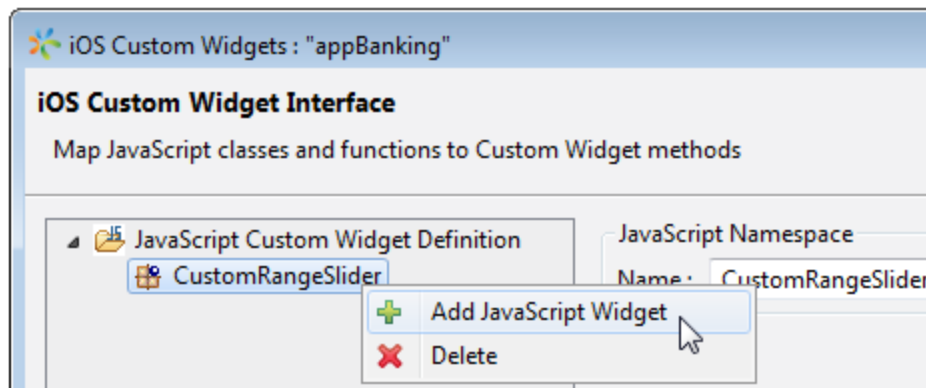 iOS Custom Widgets : "appBanking"
iOS Custom Widget Interface
Map JavaScript classes and functions to Custom Widget methods
JavaScript Custom Widget Definition
CustomRangeSlider
Add JavaScript Widget
Delete
JavaScript Namespace
Name : CustomRangeSlider